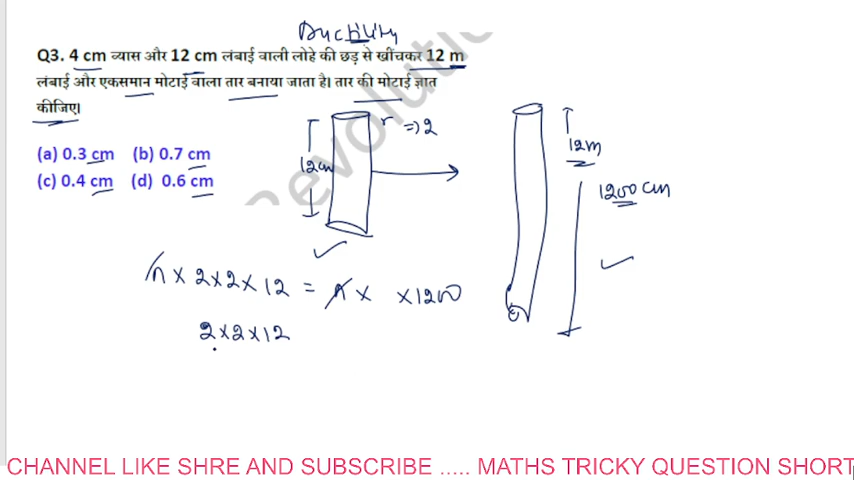 Ductility
Q3. 4 cm व्यास और 12 cm लंबाई वाली लोहे की छड़ से खींचकर 12 m
लंबाई और एकसमान मोटाई वाला तार बनाया जाता है। तार की मोटाई ज्ञात
कीजिए।
(a) 0.3 cm (b) 0.7 cm
(c) 0.4 cm (d) 0.6 cm
r => 2
12cm
12m
1200 cm
π × 2 × 2 × 12 = π × × 1200
2 × 2 × 12
Revolution
CHANNEL LIKE SHRE AND SUBSCRIBE ..... MATHS TRICKY QUESTION SHORT